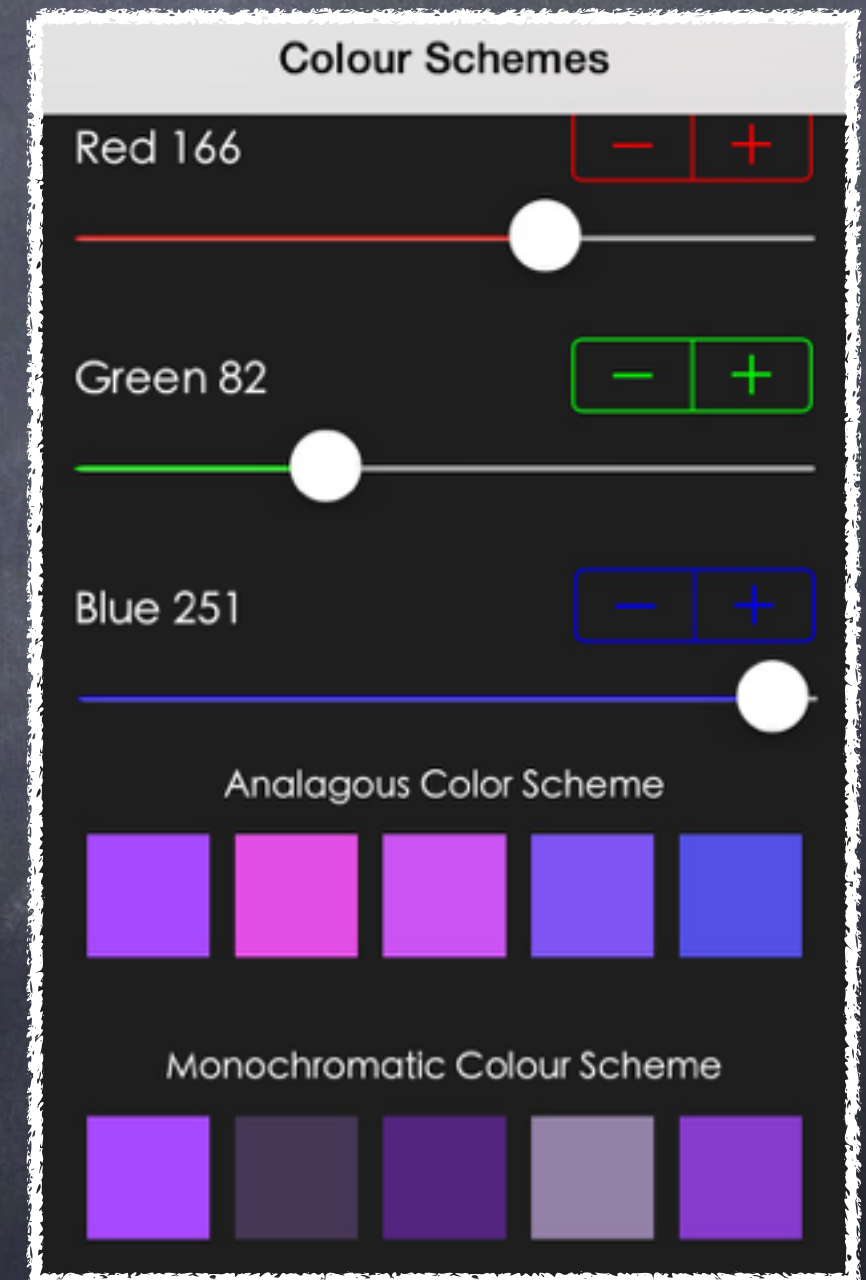 Colour Schemes
Red 166
Green 82
Blue 251
Analagous Color Scheme
Monochromatic Colour Scheme